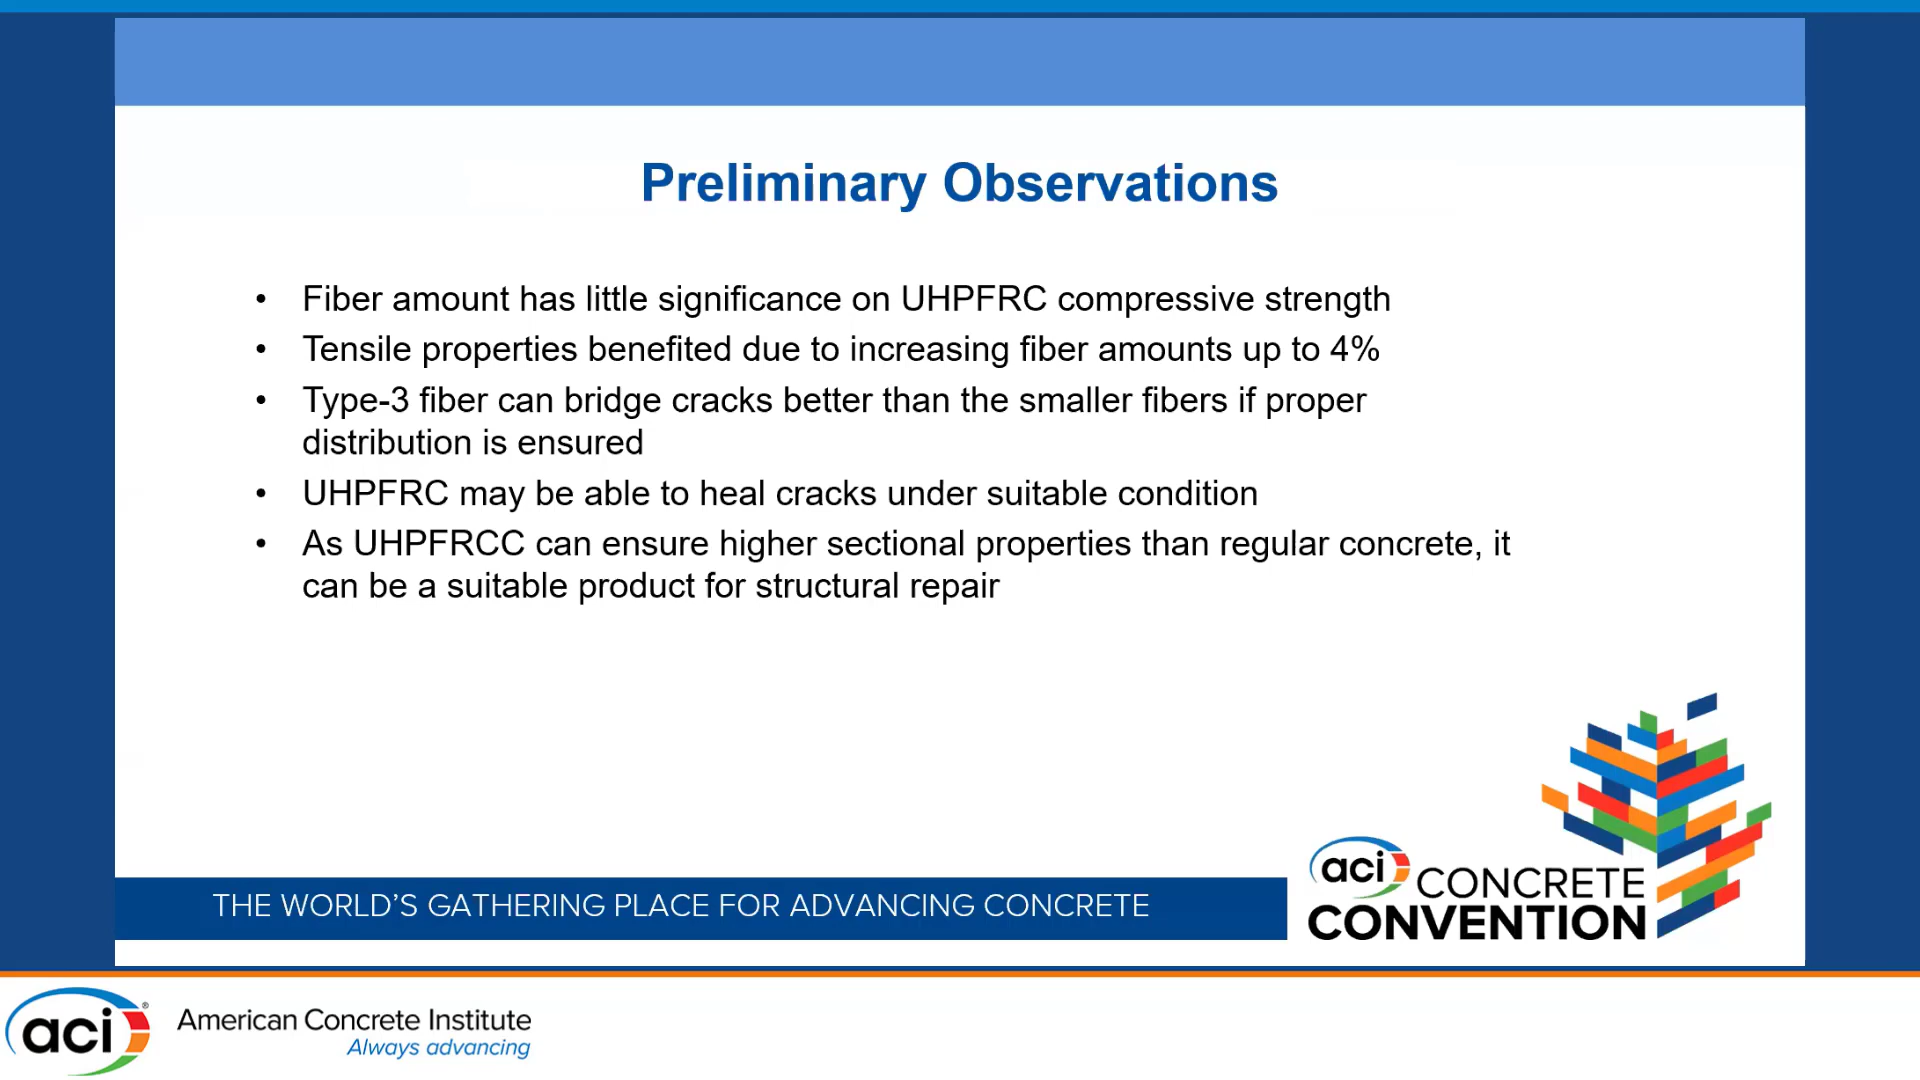 Preliminary Observations
• Fiber amount has little significance on UHPFRC compressive strength
• Tensile properties benefited due to increasing fiber amounts up to 4%
• Type-3 fiber can bridge cracks better than the smaller fibers if proper
distribution is ensured
• UHPFRC may be able to heal cracks under suitable condition
• As UHPFRCC can ensure higher sectional properties than regular concrete, it
can be a suitable product for structural repair
THE WORLD'S GATHERING PLACE FOR ADVANCING CONCRETE
aci CONCRETE
CONVENTION
aci®
American Concrete Institute
Always advancing